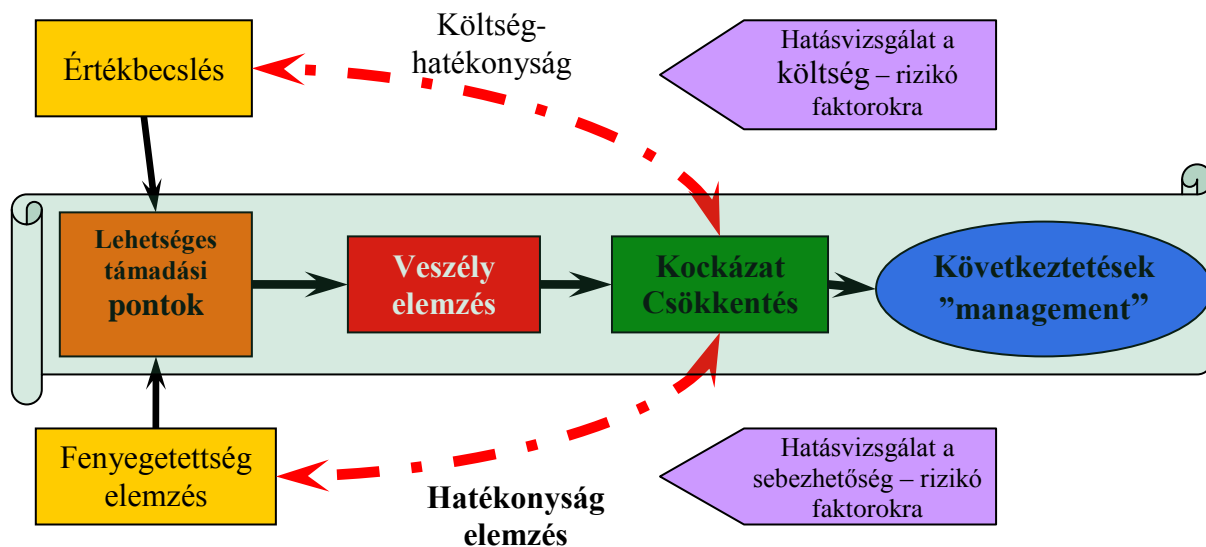 Értékbecslés
Költség-
hatékonyság
Hatásvizsgálat a
költség – rizikó
faktorokra
Lehetséges
támadási
pontok
Veszély
elemzés
Kockázat
Csökkentés
Következtetések
”management”
Fenyegetettség
elemzés
Hatékonyság
elemzés
Hatásvizsgálat a
sebezhetőség – rizikó
faktorokra